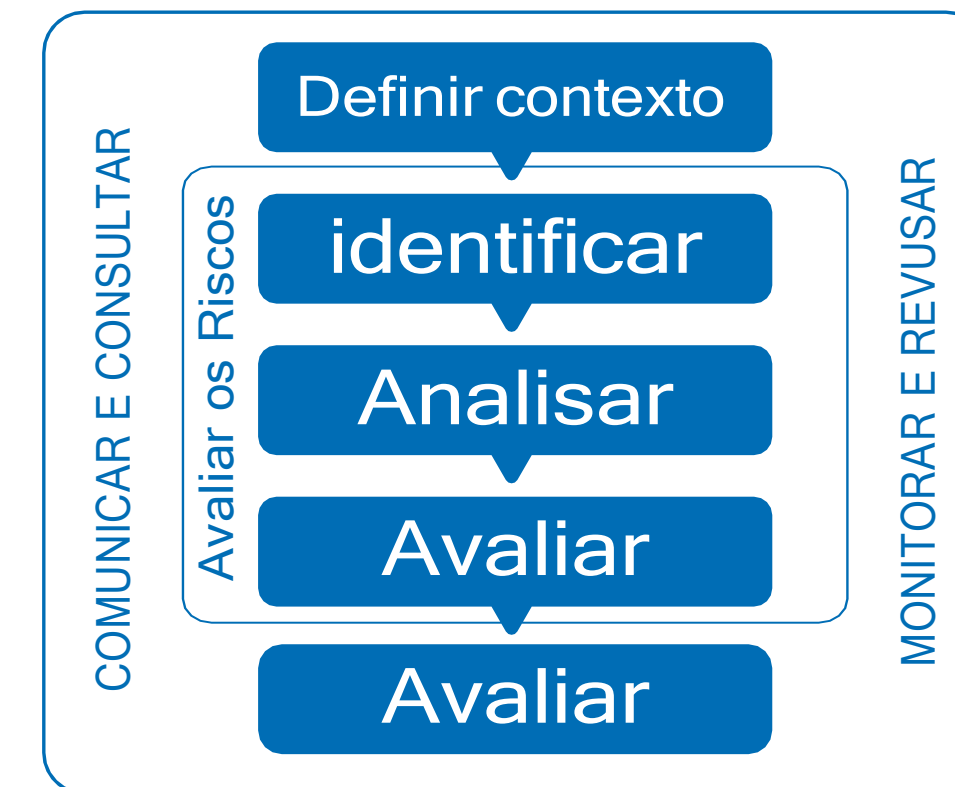 Definir contexto
COMUNICAR E CONSULTAR
Avaliar os Riscos
identificar
Analisar
Avaliar
Avaliar
MONITORAR E REVUSAR